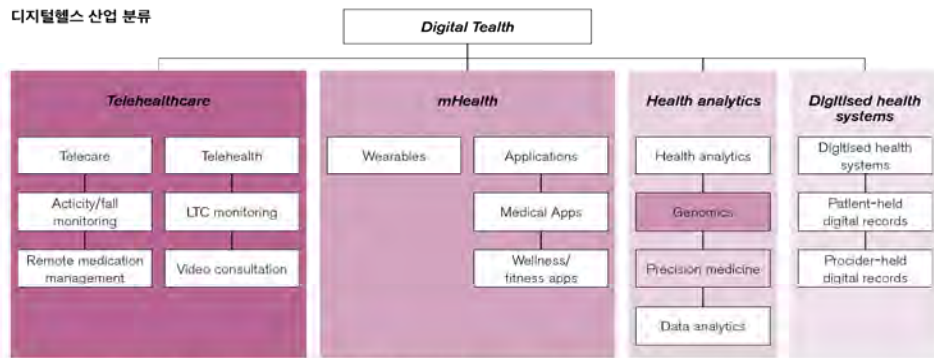 디지털헬스 산업 분류
Digital Tealth
Telehealthcare
Telecare
Acticity/fall
monitoring
Remote medication
management
Telehealth
LTC monitoring
Video consultation
mHealth
Wearables
Applications
Medical Apps
Wellness/
fitness apps
Health analytics
Health analytics
Genomics
Precision medicine
Data analytics
Digitised health
systems
Digitised health
systems
Patlent-held
digital records
Procider-held
digital records